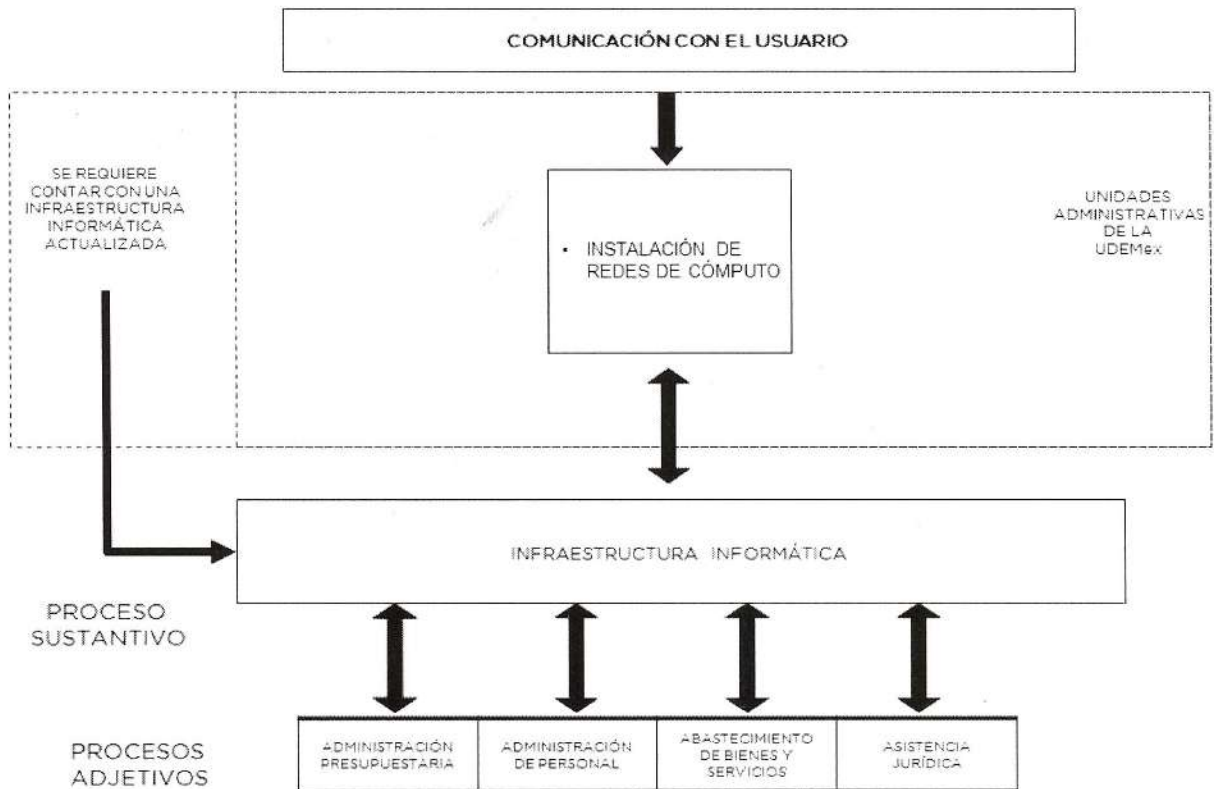 COMUNICACIÓN CON EL USUARIO
SE REQUIERE
CONTAR CON UNA
INFRAESTRUCTURA
INFORMÁTICA
ACTUALIZADA
• INSTALACIÓN DE
REDES DE CÓMPUTO
UNIDADES
ADMINISTRATIVAS
DE LA
UDEMex
INFRAESTRUCTURA INFORMÁTICA
PROCESO
SUSTANTIVO
PROCESOS
ADJETIVOS
ADMINISTRACIÓN
PRESUPUESTARIA
ADMINISTRACIÓN
DE PERSONAL
ABASTECIMIENTO
DE BIENES Y
SERVICIOS
ASISTENCIA
JURÍDICA